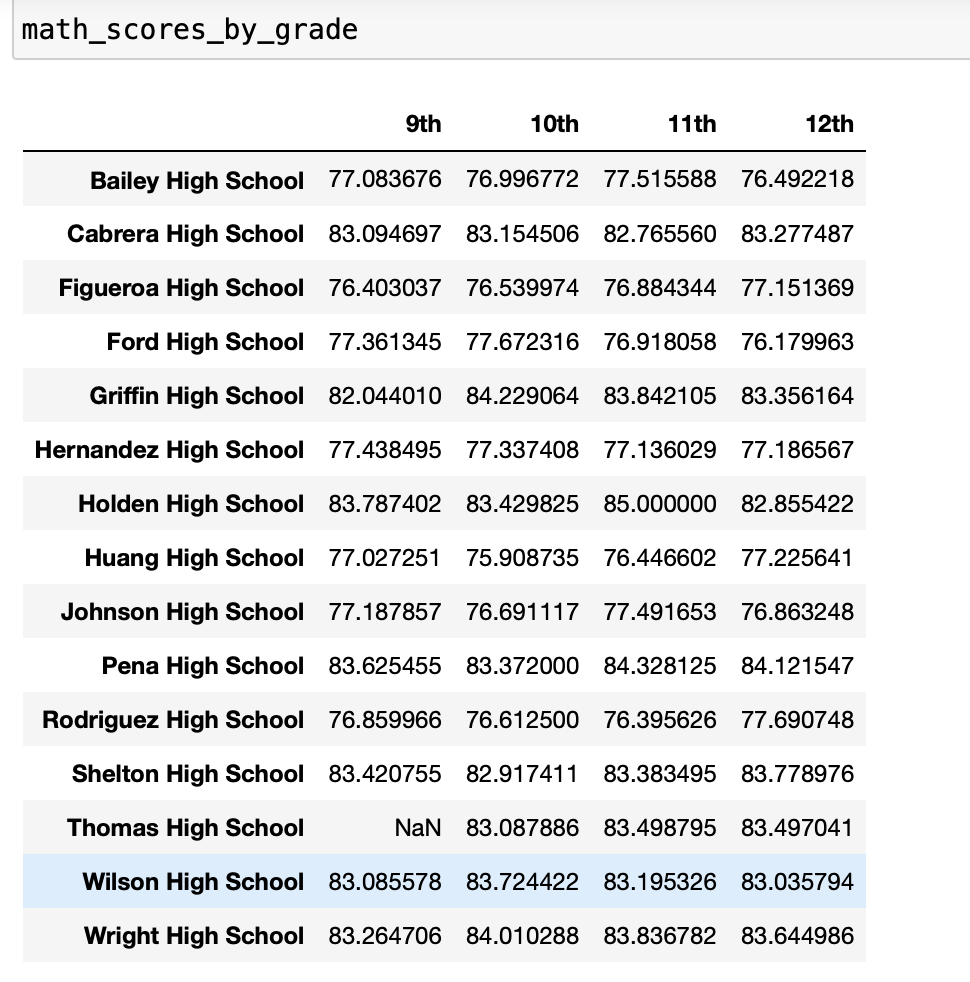 math_scores_by_grade
9th 10th 11th 12th
Bailey High School 77.083676 76.996772 77.515588 76.492218
Cabrera High School 83.094697 83.154506 82.765560 83.277487
Figueroa High School 76.403037 76.539974 76.884344 77.151369
Ford High School 77.361345 77.672316 76.918058 76.179963
Griffin High School 82.044010 84.229064 83.842105 83.356164
Hernandez High School 77.438495 77.337408 77.136029 77.186567
Holden High School 83.787402 83.429825 85.000000 82.855422
Huang High School 77.027251 75.908735 76.446602 77.225641
Johnson High School 77.187857 76.691117 77.491653 76.863248
Pena High School 83.625455 83.372000 84.328125 84.121547
Rodriguez High School 76.859966 76.612500 76.395626 77.690748
Shelton High School 83.420755 82.917411 83.383495 83.778976
Thomas High School NaN 83.087886 83.498795 83.497041
Wilson High School 83.085578 83.724422 83.195326 83.035794
Wright High School 83.264706 84.010288 83.836782 83.644986